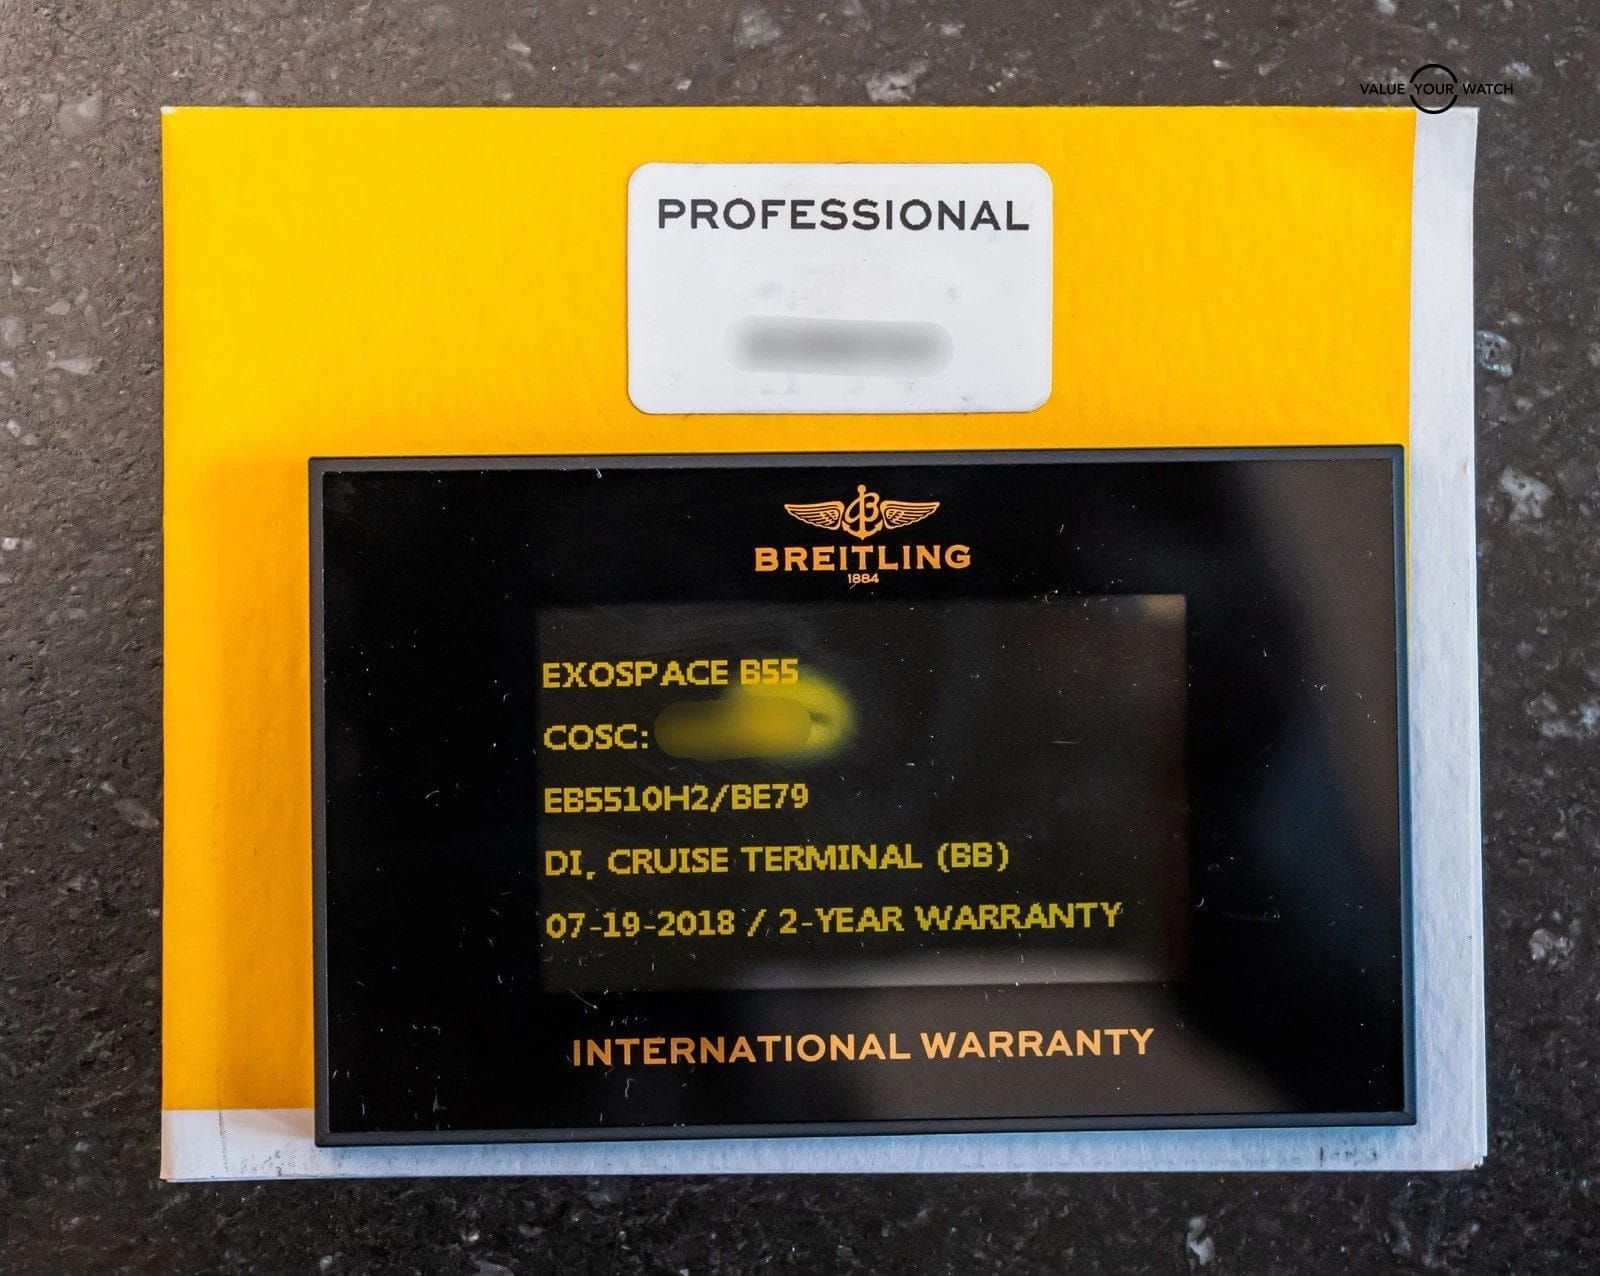 VALUE YOUR WATCH
PROFESSIONAL
BREITLING
1884
EXOSPACE B55
COSC:
EB5510H2/BE79
DI, CRUISE TERMINAL (BB)
07-19-2018 / 2-YEAR WARRANTY
INTERNATIONAL WARRANTY